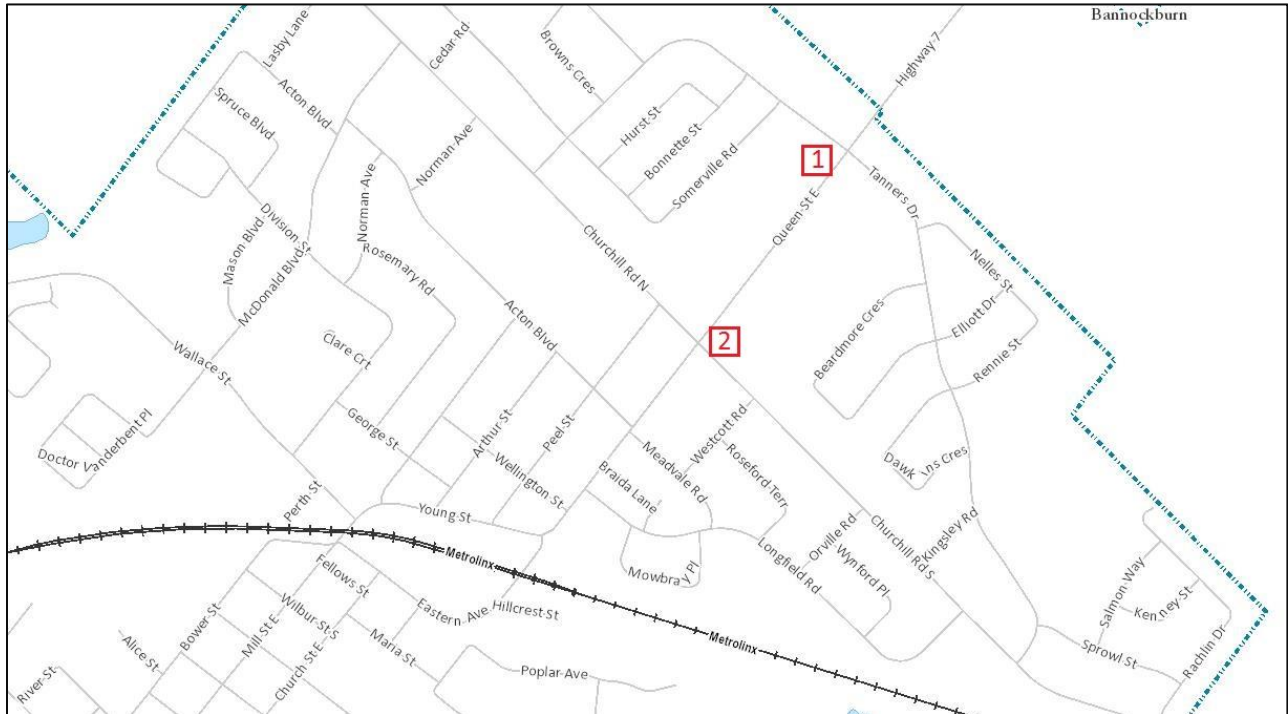 Bannockburn
Lasby Lane
Cedar Rd
Browns Cres
Highway 7
Acton Blvd
Spruce Blvd
Hurst St
Bonnette St
Somerville Rd
1
Norman Ave
Norman Ave
Tanners Dr
Queen St E
Division St
Mason Blvd
McDonald Blvd
Rosemary Rd
Churchill Rd N
Nelles St
Elliott Dr
Rennie St
Beardmore Cres
Acton Blvd
Clare Crt
Wallace St
2
George St
Arthur St
Peel St
Westcott Rd
Doctor Vanderbent Pl
Wellington St
Meadvale Rd
Roseford Terr
Dawkins Cres
Braida Lane
Perth St
Young St
Orville Rd
Churchill Rd S
Kingsley Rd
Metrolinx
Mowbray Pl
Longfield Rd
Wynford Pl
Fellows St
Salmon Way
Kenney St
Eastern Ave
Hillcrest St
Bower St
Wilbur St S
Mill St E
Church St E
Maria St
Metrolinx
Alice St
Sprowl St
Rachlin Dr
Poplar Ave
River St